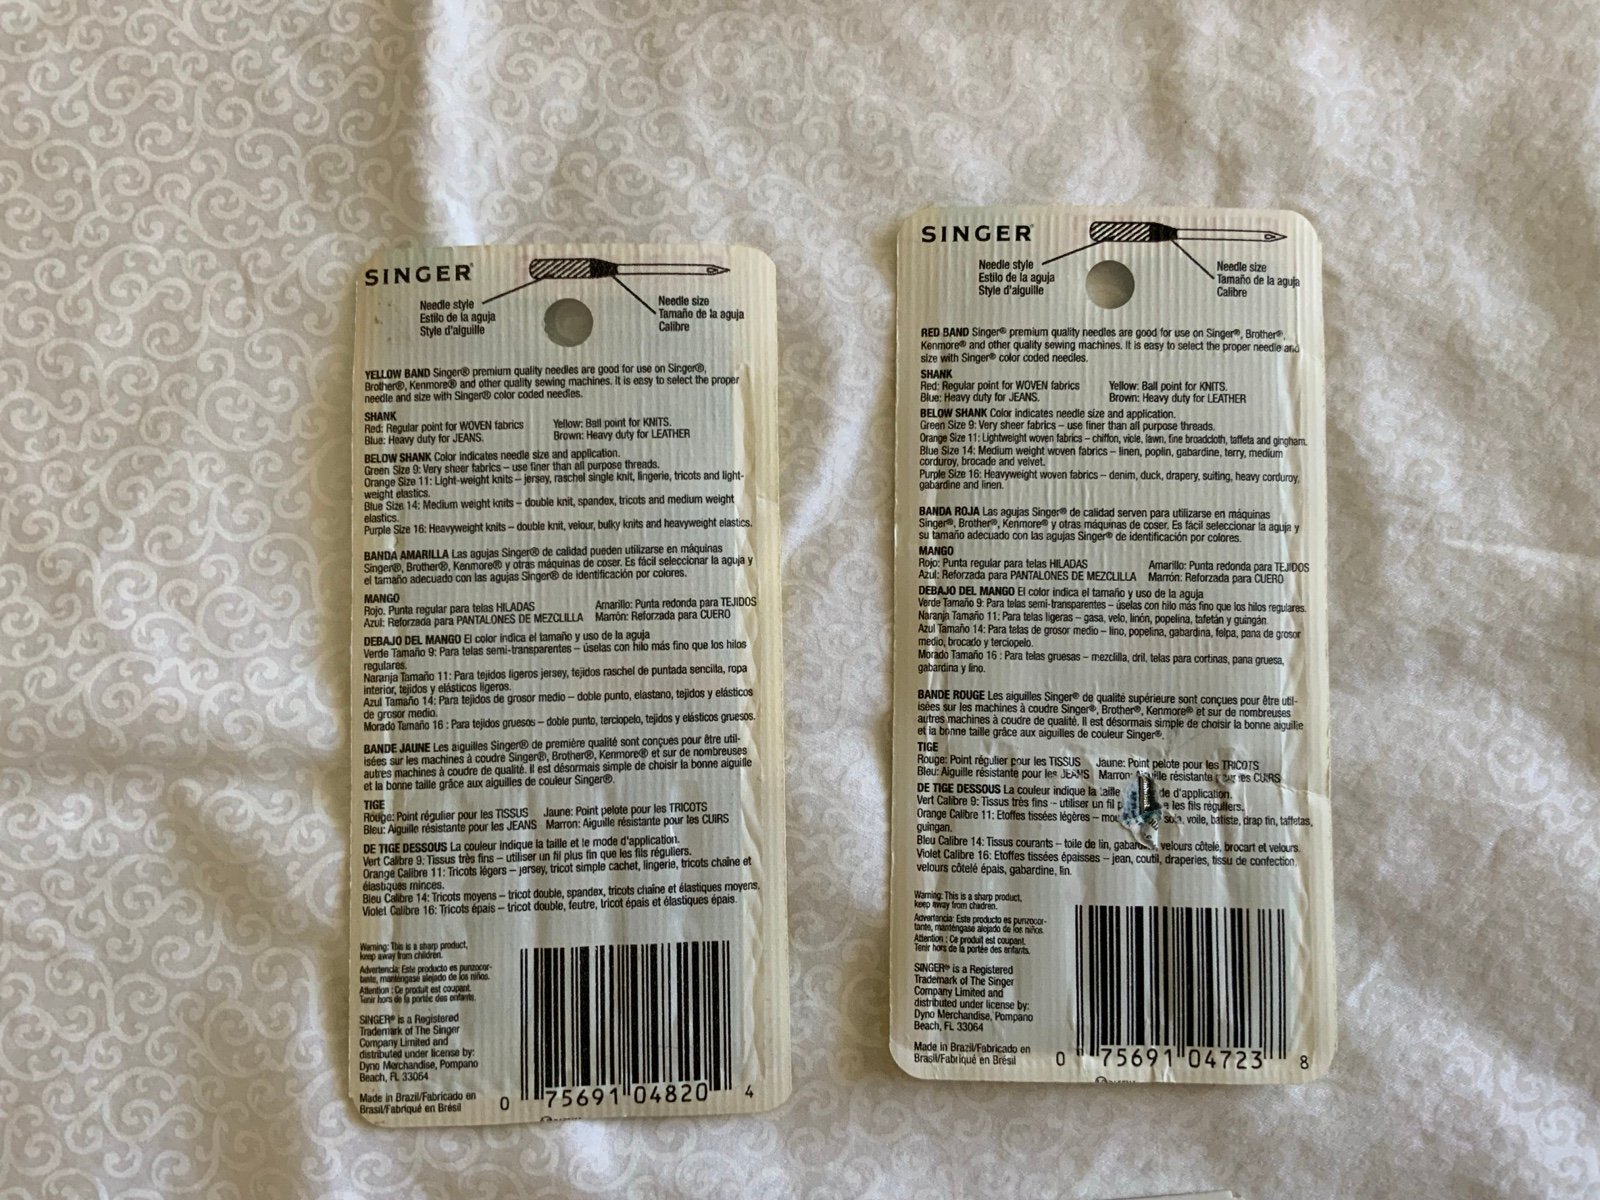 SINGER®
Needle style
Estilo de la aguja
Style d'aiguille
Needle size
Tamaño de la aguja
Calibre
YELLOW BAND Singer® premium quality needles are good for use on Singer®,
Brother®, Kenmore® and other quality sewing machines. It is easy to select the proper
needle and size with Singer® color coded needles.
SHANK
Red: Regular point for WOVEN fabrics Yellow: Ball point for KNITS.
Blue: Heavy duty for JEANS. Brown: Heavy duty for LEATHER
BELOW SHANK Color indicates needle size and application.
Green Size 9: Very sheer fabrics – use finer than all purpose threads.
Orange Size 11: Light-weight knits – jersey, raschel single knit, lingerie, tricots and light-
weight elastics.
Blue Size 14: Medium weight knits – double knit, spandex, tricots and medium weight
elastics.
Purple Size 16: Heavyweight knits – double knit, velour, bulky knits and heavyweight elastics.
BANDA AMARILLA Las agujas Singer® de calidad pueden utilizarse en máquinas
Singer®, Brother®, Kenmore® y otras máquinas de coser. Es fácil seleccionar la aguja y
el tamaño adecuado con las agujas Singer® de identificación por colores.
MANGO
Rojo. Punta regular para telas HILADAS Amarillo: Punta redonda para TEJIDOS
Azul: Reforzada para PANTALONES DE MEZCLILLA Marrón: Reforzada para CUERO
DEBAJO DEL MANGO El color indica el tamaño y uso de la aguja
Verde Tamaño 9: Para telas semi-transparentes – úselas con hilo más fino que los hilos
regulares.
Naranja Tamaño 11: Para tejidos ligeros jersey, tejidos raschel de puntada sencilla, ropa
interior, tejidos y elásticos ligeros.
Azul Tamaño 14: Para tejidos de grosor medio – doble punto, elastano, tejidos y elásticos
de grosor medio.
Morado Tamaño 16 : Para tejidos gruesos – doble punto, terciopelo, tejidos y elásticos gruesos.
BANDE JAUNE Les aiguilles Singer® de première qualité sont conçues pour être util-
isées sur les machines à coudre Singer®, Brother®, Kenmore® et sur de nombreuses
autres machines à coudre de qualité. Il est désormais simple de choisir la bonne aiguille
et la bonne taille grâce aux aiguilles de couleur Singer®.
TIGE
Rouge: Point régulier pour les TISSUS Jaune: Point pelote pour les TRICOTS
Bleu: Aiguille résistante pour les JEANS Marron: Aiguille résistante pour les CUIRS
DE TIGE DESSOUS La couleur indique la taille et le mode d'application.
Vert Calibre 9: Tissus très fins – utiliser un fil plus fin que les fils réguliers.
Orange Calibre 11: Tricots légers – jersey, tricot simple cachet, lingerie, tricots chaîne et
élastiques minces.
Bleu Calibre 14: Tricots moyens – tricot double, spandex, tricots chaîne et élastiques moyens.
Violet Calibre 16: Tricots épais – tricot double, feutre, tricot épais et élastiques épais.
Warning: This is a sharp product,
keep away from children.
Advertencia: Este producto es punzocor-
tante, manténgase alejado de los niños.
Attention : Ce produit est coupant.
Tenir hors de la portée des enfants.
SINGER® is a Registered
Trademark of The Singer
Company Limited and
distributed under license by:
Dyno Merchandise, Pompano
Beach, FL 33064
Made in Brazil/Fabricado en
Brasil/Fabriqué en Brésil
0 75691 04820 4
SINGER®
Needle style
Estilo de la aguja
Style d'aiguille
Needle size
Tamaño de la aguja
Calibre
RED BAND Singer® premium quality needles are good for use on Singer®, Brother®,
Kenmore® and other quality sewing machines. It is easy to select the proper needle and
size with Singer® color coded needles.
SHANK
Red: Regular point for WOVEN fabrics Yellow: Ball point for KNITS.
Blue: Heavy duty for JEANS. Brown: Heavy duty for LEATHER
BELOW SHANK Color indicates needle size and application.
Green Size 9: Very sheer fabrics – use finer than all purpose threads.
Orange Size 11: Lightweight woven fabrics – chiffon, viole, lawn, fine broadcloth, taffeta and gingham.
Blue Size 14: Medium weight woven fabrics – linen, poplin, gabardine, terry, medium
corduroy, brocade and velvet.
Purple Size 16: Heavyweight woven fabrics – denim, duck, drapery, suiting, heavy corduroy,
gabardine and linen.
BANDA ROJA Las agujas Singer® de calidad serven para utilizarse en máquinas
Singer®, Brother®, Kenmore® y otras máquinas de coser. Es fácil seleccionar la aguja y
su tamaño adecuado con las agujas Singer® de identificación por colores.
MANGO
Rojo: Punta regular para telas HILADAS Amarillo: Punta redonda para TEJIDOS
Azul: Reforzada para PANTALONES DE MEZCLILLA Marrón: Reforzada para CUERO
DEBAJO DEL MANGO El color indica el tamaño y uso de la aguja
Verde Tamaño 9: Para telas semi-transparentes – úselas con hilo más fino que los hilos regulares.
Naranja Tamaño 11: Para telas ligeras – gasa, velo, linón, popelina, tafetán y guingán.
Azul Tamaño 14: Para telas de grosor medio – lino, popelina, gabardina, felpa, pana de grosor
medio, brocado y terciopelo.
Morado Tamaño 16 : Para telas gruesas – mezclilla, dril, telas para cortinas, pana gruesa,
gabardina y lino.
BANDE ROUGE Les aiguilles Singer® de qualité supérieure sont conçues pour être util-
isées sur les machines à coudre Singer®, Brother®, Kenmore® et sur de nombreuses
autres machines à coudre de qualité. Il est désormais simple de choisir la bonne aiguille
et la bonne taille grâce aux aiguilles de couleur Singer®.
TIGE
Rouge: Point régulier pour les TISSUS Jaune: Point pelote pour les TRICOTS
Bleu: Aiguille résistante pour les JEANS Marron: résistante les CUIRS
DE TIGE DESSOUS La couleur indique la taille de d'application.
Vert Calibre 9: Tissus très fins – utiliser un fil les fils réguliers.
Orange Calibre 11: Etoffes tissées légères – soia, voile, batiste, drap fin, taffetas,
guingan.
Bleu Calibre 14: Tissus courants – toile de lin, velours côtelé, brocart et velours.
Violet Calibre 16: Etoffes tissées épaisses – jean, coutil, draperies, tissu de confection,
velours côtelé épais, gabardine, lin.
Warning: This is a sharp product,
keep away from children.
Advertencia: Este producto es punzocor-
tante, manténgase alejado de los niños.
Attention : Ce produit est coupant.
Tenir hors de la portée des enfants.
SINGER® is a Registered
Trademark of The Singer
Company Limited and
distributed under license by:
Dyno Merchandise, Pompano
Beach, FL 33064
Made in Brazil/Fabricado en
Brasil/Fabriqué en Brésil
0 75691 04723 8